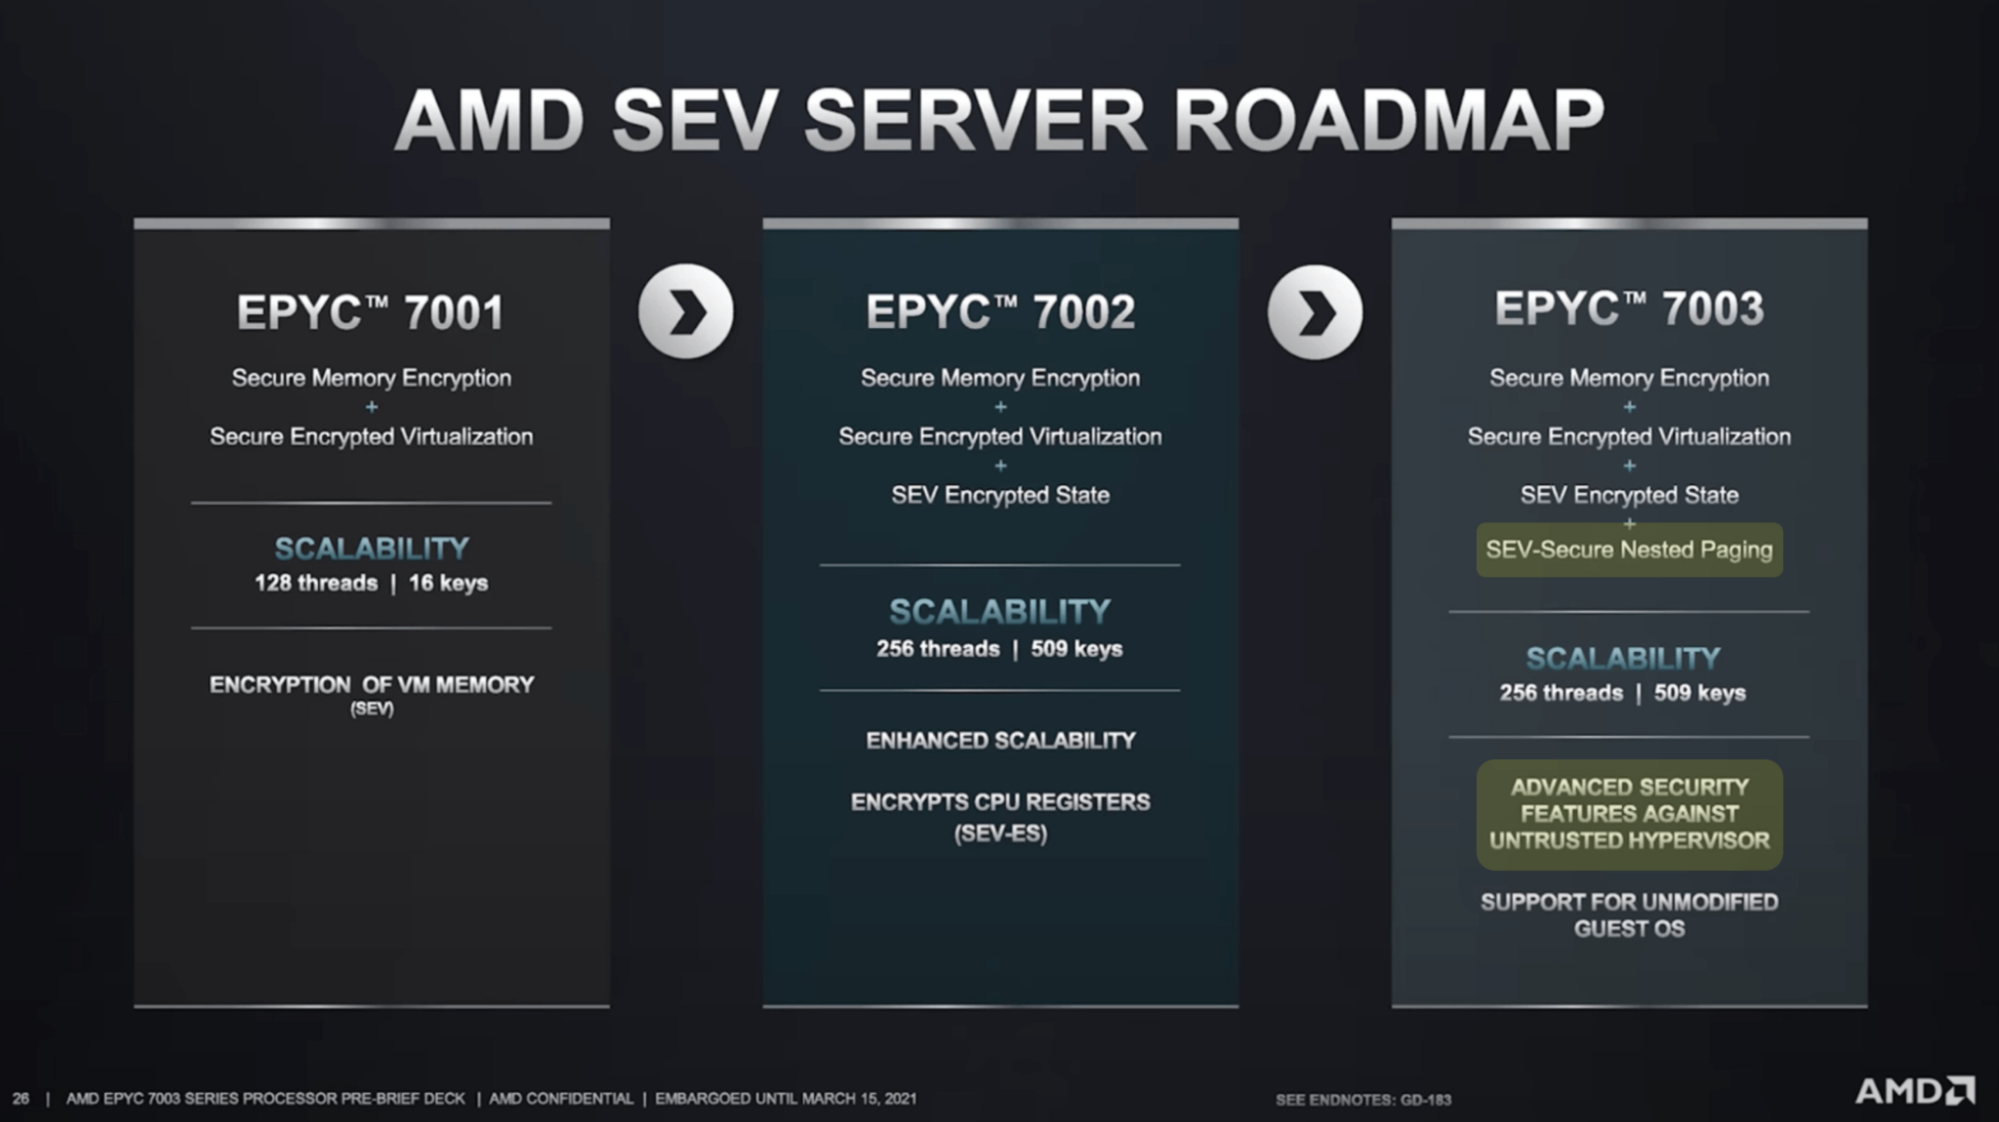 AMD SEV SERVER ROADMAP
EPYC™ 7001
Secure Memory Encryption
+
Secure Encrypted Virtualization
SCALABILITY
128 threads | 16 keys
ENCRYPTION OF VM MEMORY
(SEV)
EPYC™ 7002
Secure Memory Encryption
+
Secure Encrypted Virtualization
+
SEV Encrypted State
SCALABILITY
256 threads | 509 keys
ENHANCED SCALABILITY
ENCRYPTS CPU REGISTERS
(SEV-ES)
EPYC™ 7003
Secure Memory Encryption
+
Secure Encrypted Virtualization
+
SEV Encrypted State
+
SEV-Secure Nested Paging
SCALABILITY
256 threads | 509 keys
ADVANCED SECURITY
FEATURES AGAINST
UNTRUSTED HYPERVISOR
SUPPORT FOR UNMODIFIED
GUEST OS
26 | AMD EPYC 7003 SERIES PROCESSOR PRE-BRIEF DECK | AMD CONFIDENTIAL | EMBARGOED UNTIL MARCH 15, 2021
SEE ENDNOTES: GD-183
AMD